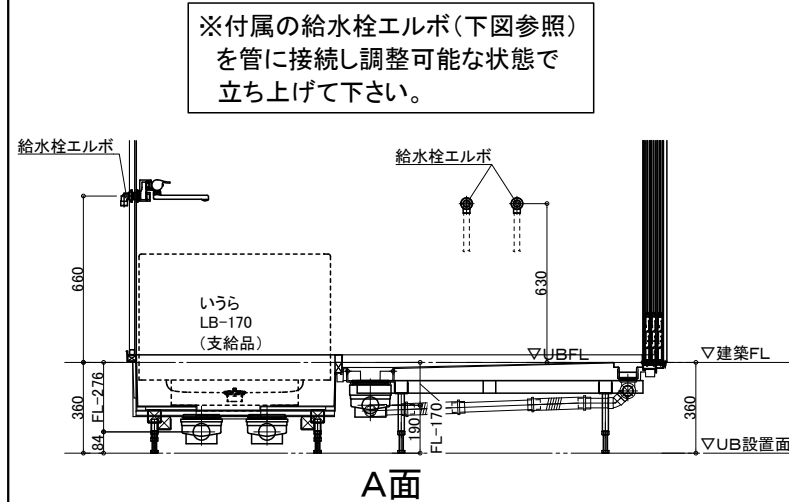 ※付属の給水栓エルボ(下図参照)
を管に接続し調整可能な状態で
立ち上げて下さい。
給水栓エルボ
給水栓エルボ
660
630
いうら
LB-170
(支給品)
▽UBFL
▽建築FL
360
FL-276
84
190
FL-170
360
▽UB設置面
A面